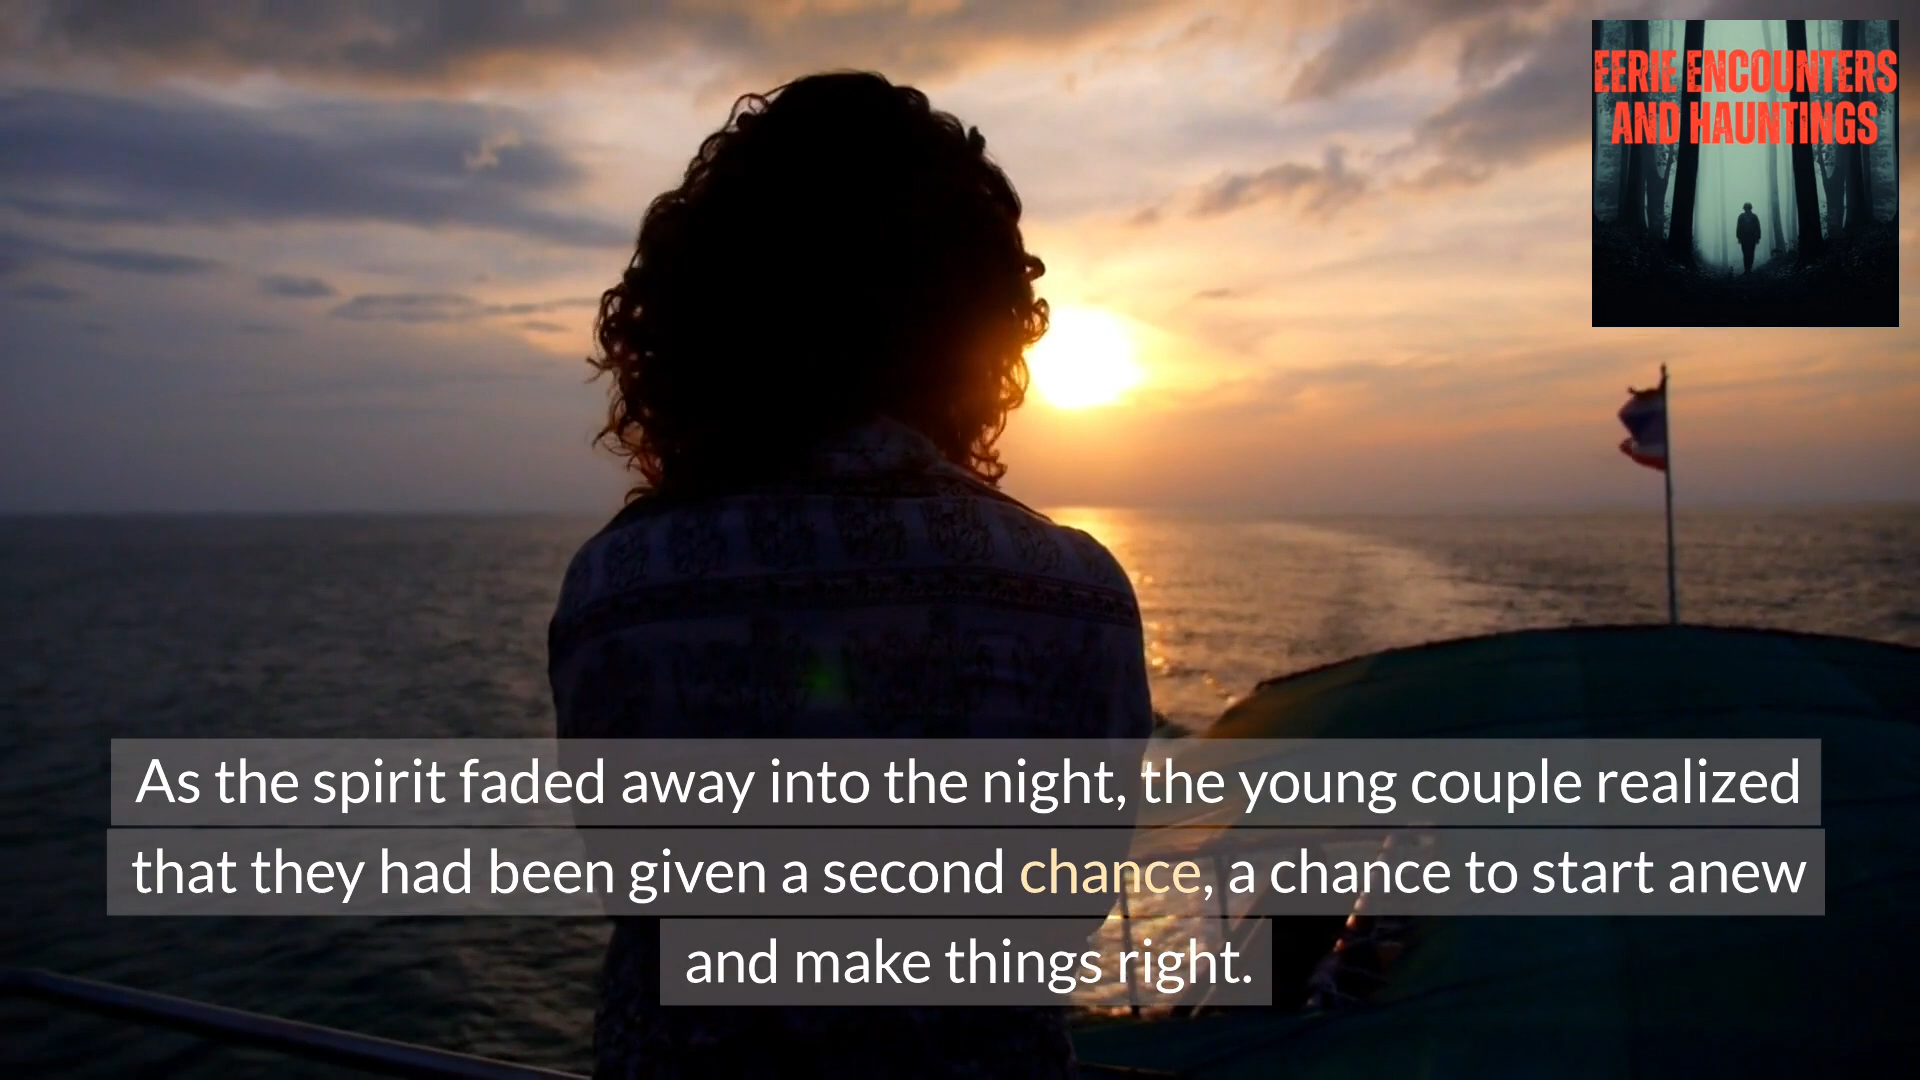 EERIE ENCOUNTERS
AND HAUNTINGS
As the spirit faded away into the night, the young couple realized
that they had been given a second chance, a chance to start anew
and make things right.